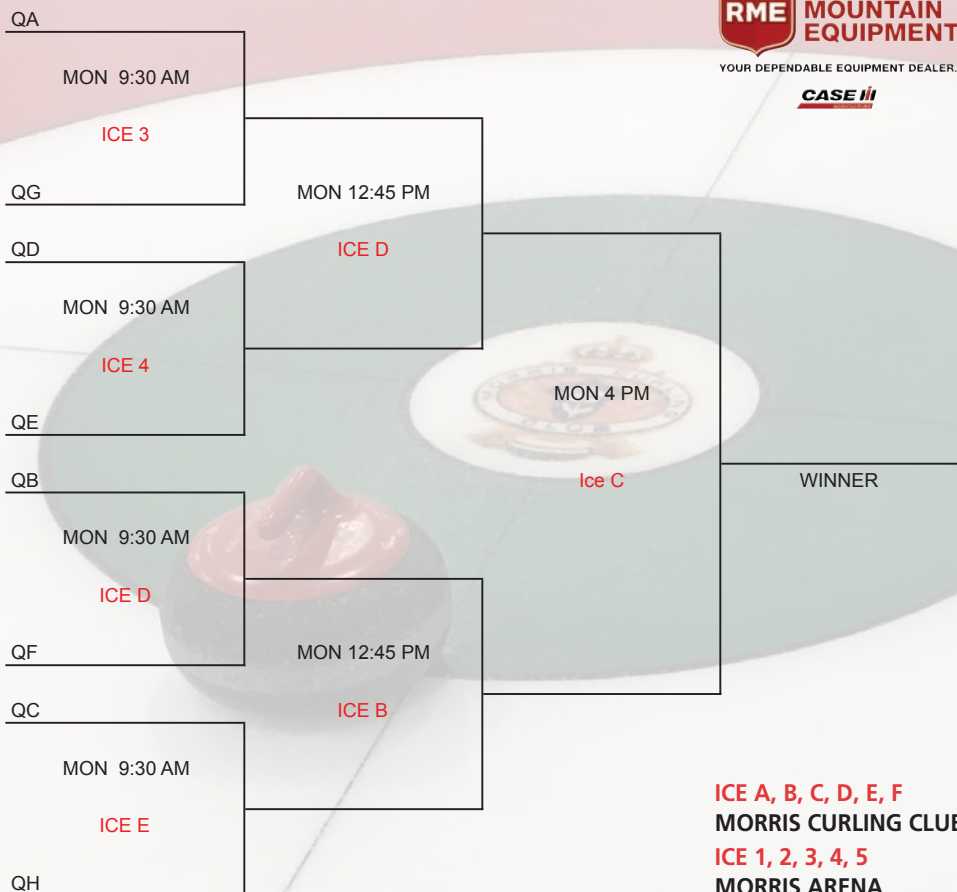 RME MOUNTAIN
EQUIPMENT
YOUR DEPENDABLE EQUIPMENT DEALER.
CASE IH
QA
MON 9:30 AM
ICE 3
QG
MON 12:45 PM
ICE D
QD
MON 9:30 AM
ICE 4
QE
MON 4 PM
Ice C
WINNER
QB
MON 9:30 AM
ICE D
QF
MON 12:45 PM
ICE B
QC
MON 9:30 AM
ICE E
QH
ICE A, B, C, D, E, F
MORRIS CURLING CLUB
ICE 1, 2, 3, 4, 5
MORRIS ARENA